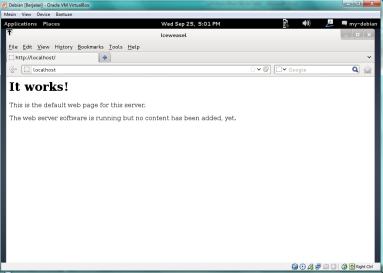 Debian [Berjalan] - Oracle VM VirtualBox
Mesin View Device Bantuan
Applications Places Wed Sep 25, 5:01 PM my-debian
Iceweasel
File Edit View History Bookmarks Tools Help
http://localhost/
localhost Google
It works!
This is the default web page for this server.
The web server software is running but no content has been added, yet.
Right Ctrl